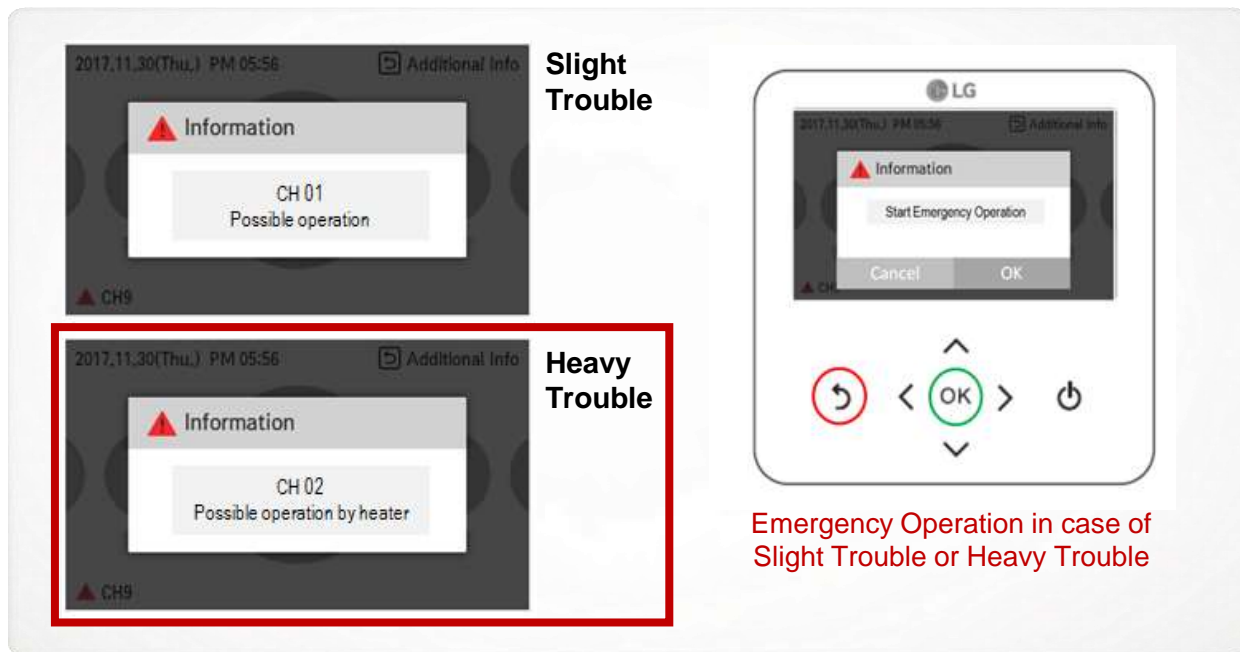 2017,11,30(Thu,) PM 05:56 Additional Info
Information
CH 01
Possible operation
CH9
Slight
Trouble
2017,11,30(Thu,) PM 05:56 Additional Info
Information
CH 02
Possible operation by heater
CH9
Heavy
Trouble
LG
2017,11,30(Thu,) PM 05:56 Additional Info
Information
Start Emergency Operation
Cancel OK
CH
OK
Emergency Operation in case of
Slight Trouble or Heavy Trouble